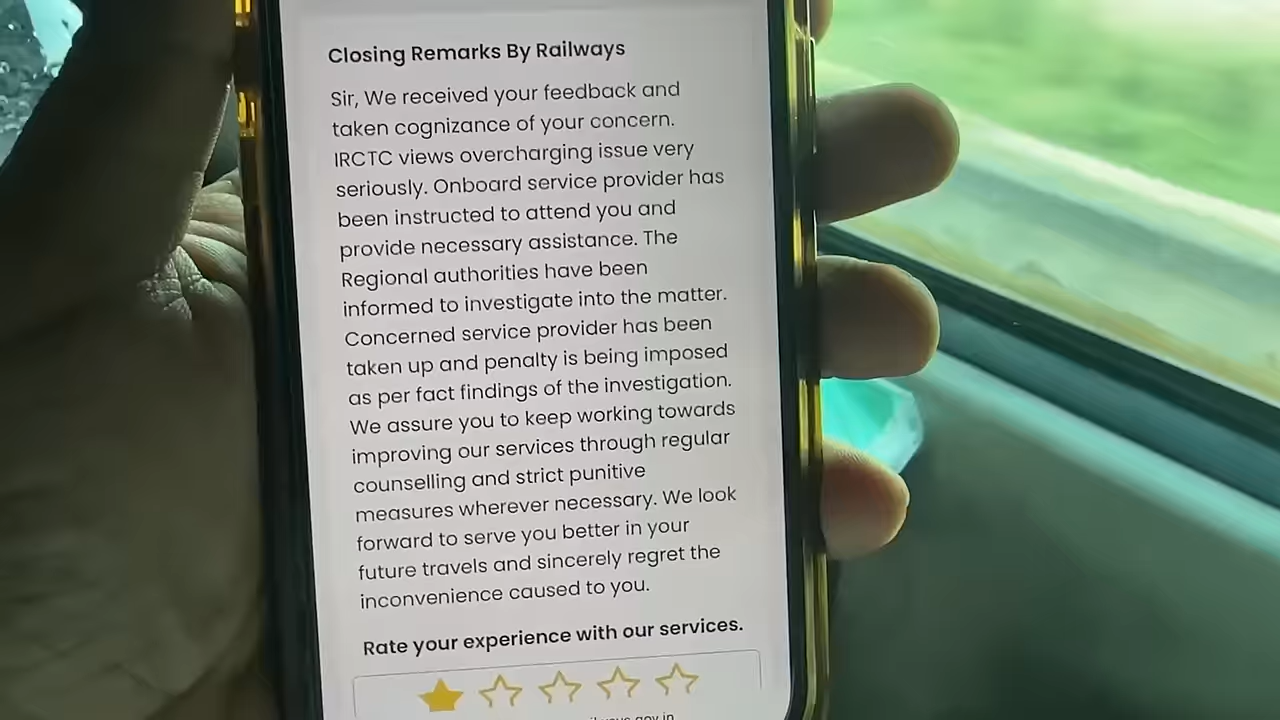 Closing Remarks By Railways
Sir, We received your feedback and
taken cognizance of your concern.
IRCTC views overcharging issue very
seriously. Onboard service provider has
been instructed to attend you and
provide necessary assistance. The
Regional authorities have been
informed to investigate into the matter.
Concerned service provider has been
taken up and penalty is being imposed
as per fact findings of the investigation.
We assure you to keep working towards
improving our services through regular
counselling and strict punitive
measures wherever necessary. We look
forward to serve you better in your
future travels and sincerely regret the
inconvenience caused to you.
Rate your experience with our services.